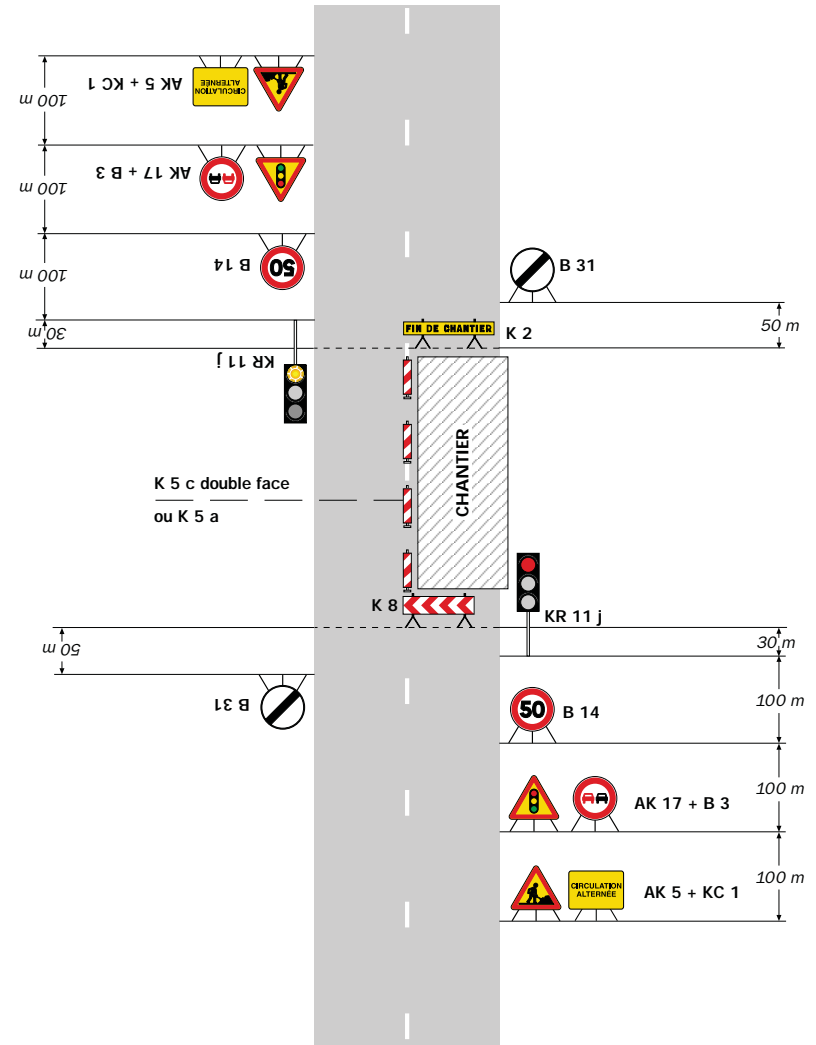 AK 5 + KC 1
CIRCULATION
ALTERNÉE
100 m
AK 17 + B 3
100 m
B 14
50
100 m
30 m
KR 11 j
B 31
50 m
FIN DE CHANTIER
K 2
CHANTIER
K 5 c double face
ou K 5 a
K 8
KR 11 j
30 m
50 m
B 31
50
B 14
100 m
AK 17 + B 3
100 m
CIRCULATION
ALTERNÉE
AK 5 + KC 1
100 m